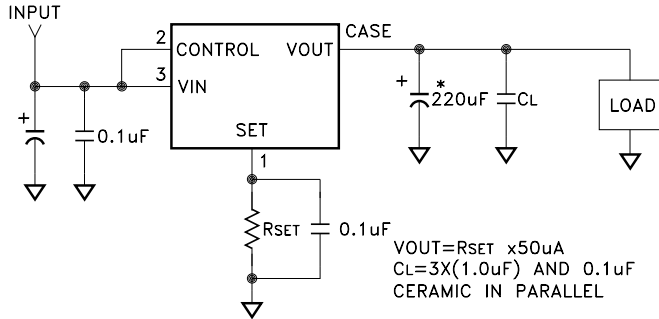 INPUT
CASE
2 CONTROL VOUT
3 VIN
+
0.1uF
SET
1
+ * 220uF
CL
LOAD
RSET
0.1uF
VOUT=RSET x50uA
CL=3X(1.0uF) AND 0.1uF
CERAMIC IN PARALLEL